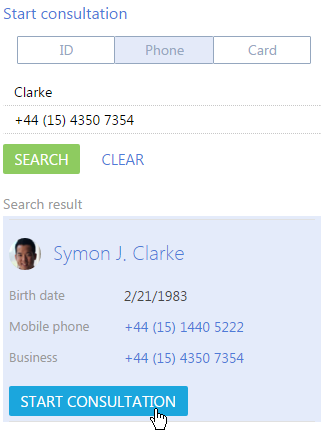 Start consultation
ID Phone Card
Clarke
+44 (15) 4350 7354
SEARCH CLEAR
Search result
Symon J. Clarke
Birth date 2/21/1983
Mobile phone +44 (15) 1440 5222
Business +44 (15) 4350 7354
START CONSULTATION